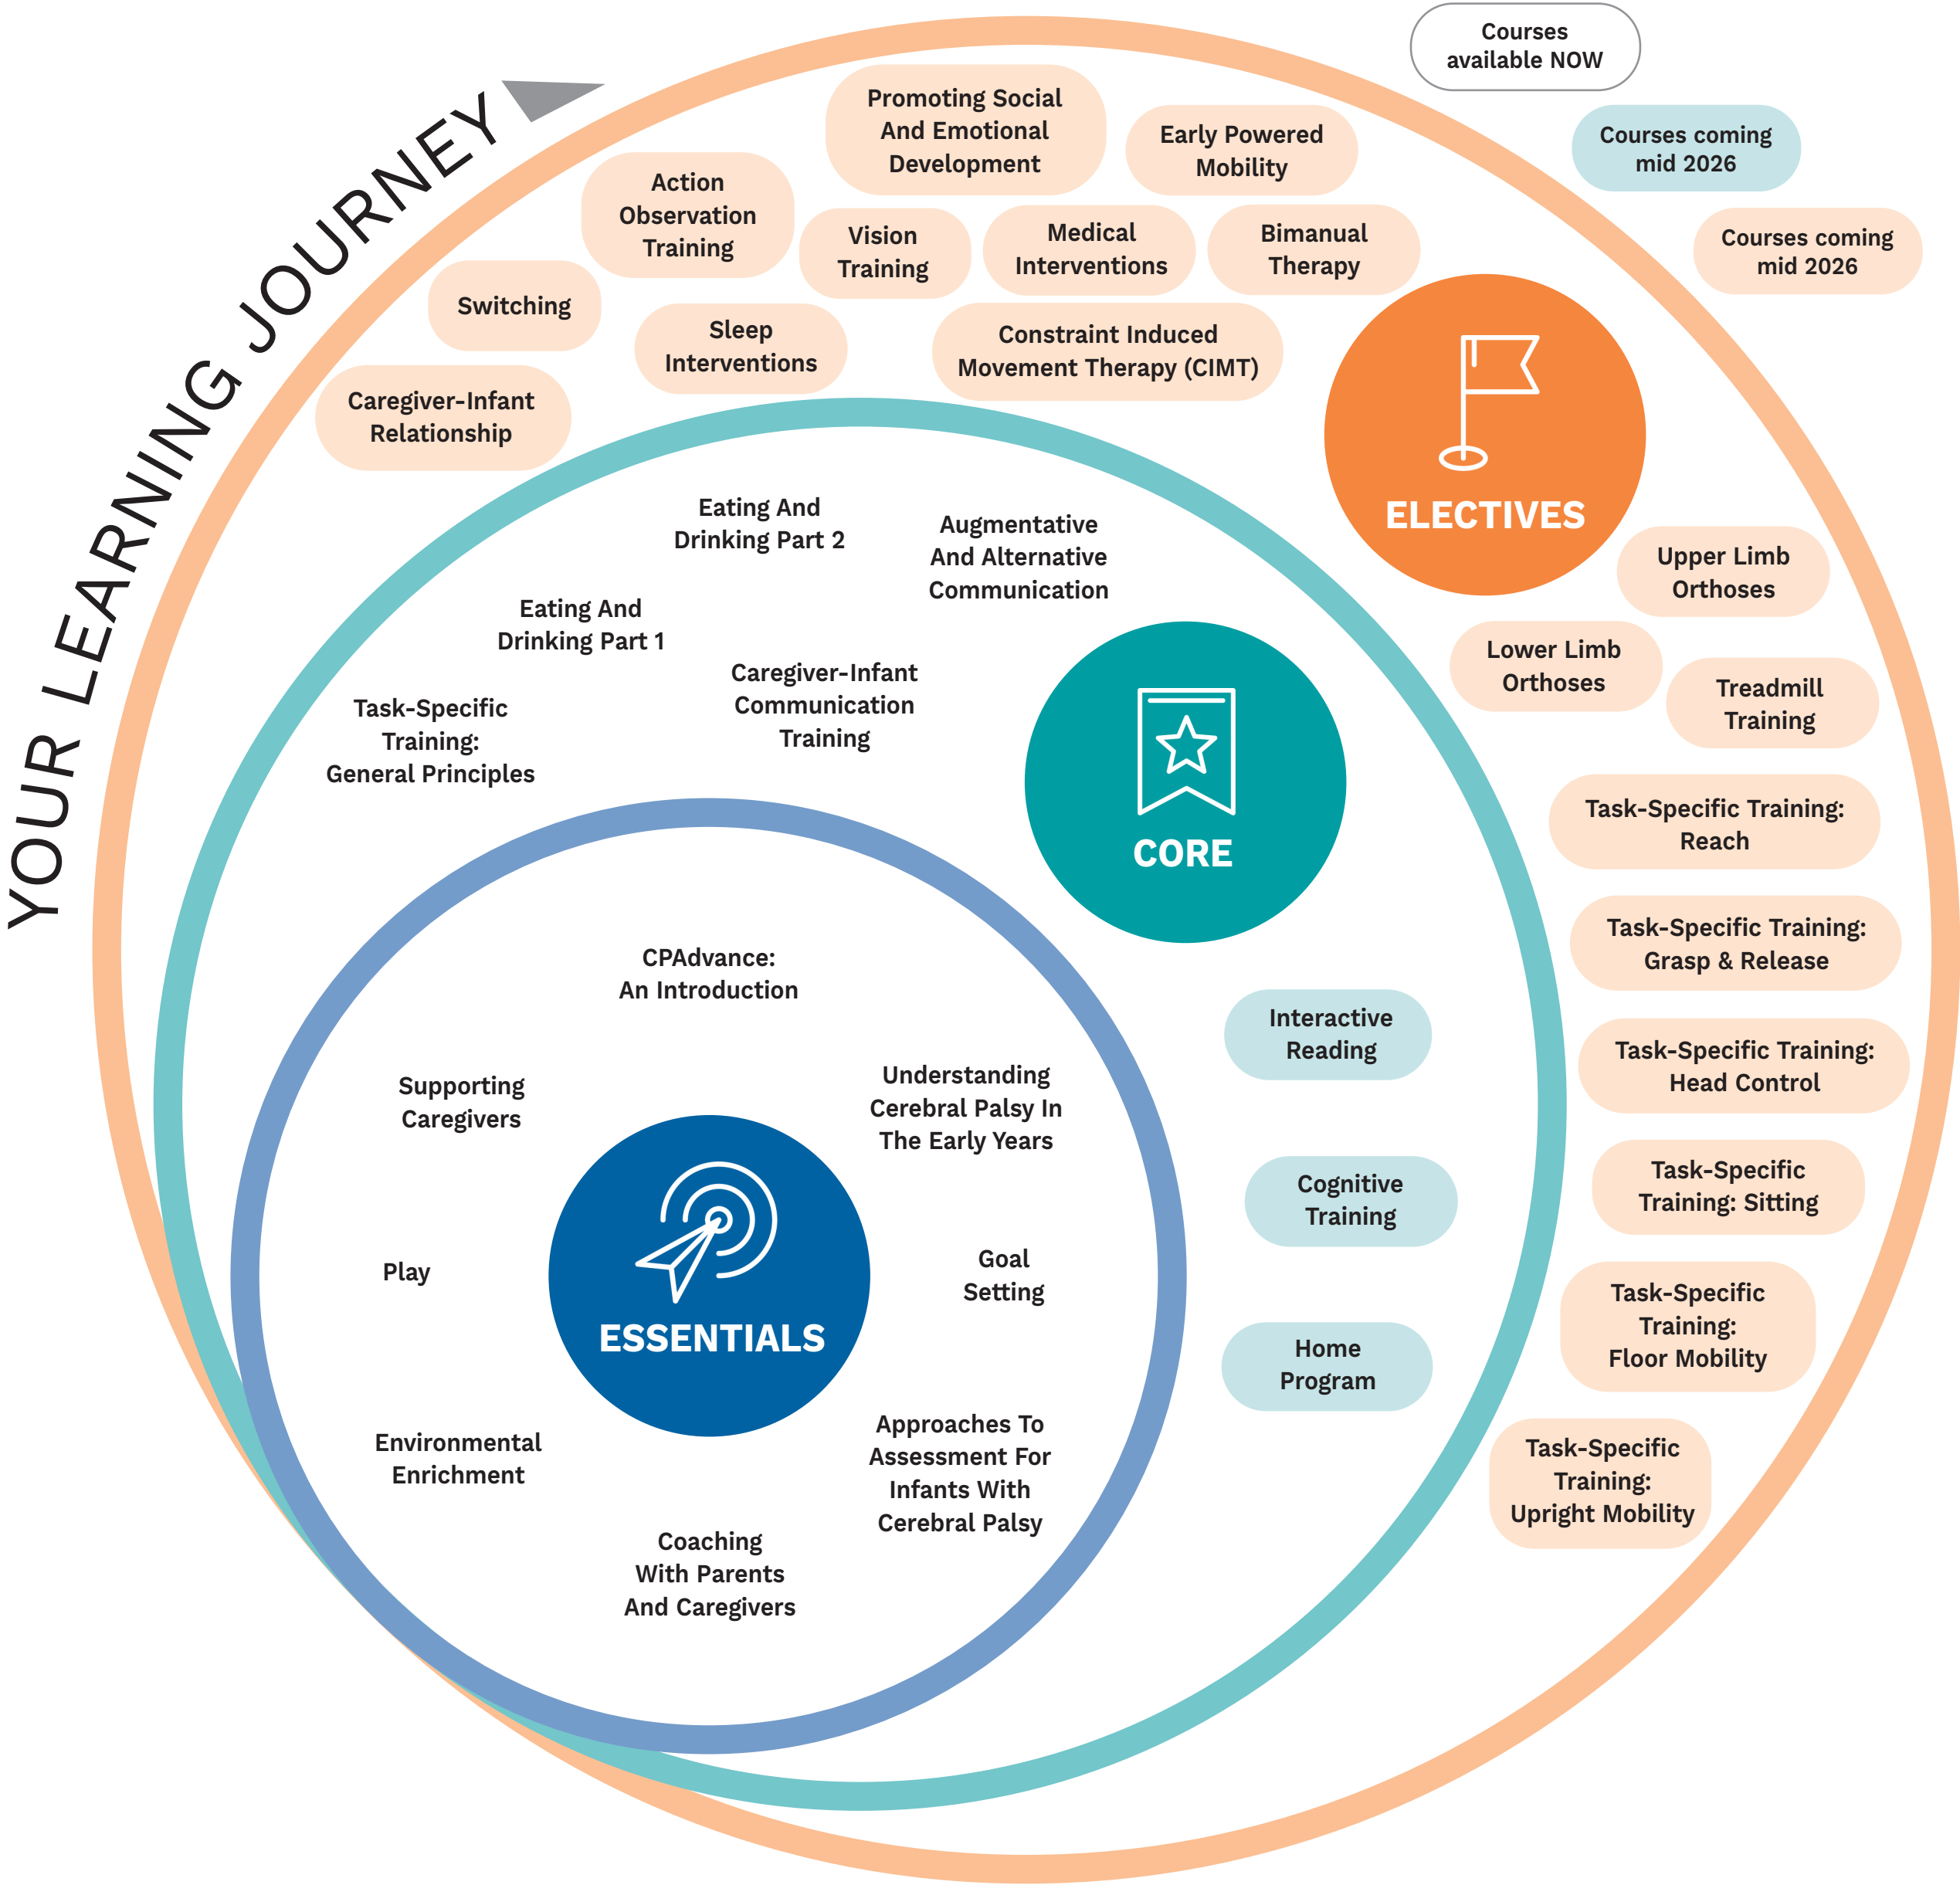 YOUR LEARNING JOURNEY
Courses
available NOW
Courses coming
mid 2026
Courses coming
mid 2026
Promoting Social
And Emotional
Development
Early Powered
Mobility
Action
Observation
Training
Vision
Training
Medical
Interventions
Bimanual
Therapy
Switching
Sleep
Interventions
Constraint Induced
Movement Therapy (CIMT)
Caregiver-Infant
Relationship
ELECTIVES
Upper Limb
Orthoses
Lower Limb
Orthoses
Treadmill
Training
Task-Specific Training:
Reach
Task-Specific Training:
Grasp & Release
Task-Specific Training:
Head Control
Task-Specific
Training: Sitting
Task-Specific
Training:
Floor Mobility
Task-Specific
Training:
Upright Mobility
Eating And
Drinking Part 2
Augmentative
And Alternative
Communication
Eating And
Drinking Part 1
Caregiver-Infant
Communication
Training
Task-Specific
Training:
General Principles
CORE
Interactive
Reading
Cognitive
Training
Home
Program
CPAdvance:
An Introduction
Supporting
Caregivers
Understanding
Cerebral Palsy In
The Early Years
Play
ESSENTIALS
Goal
Setting
Environmental
Enrichment
Approaches To
Assessment For
Infants With
Cerebral Palsy
Coaching
With Parents
And Caregivers